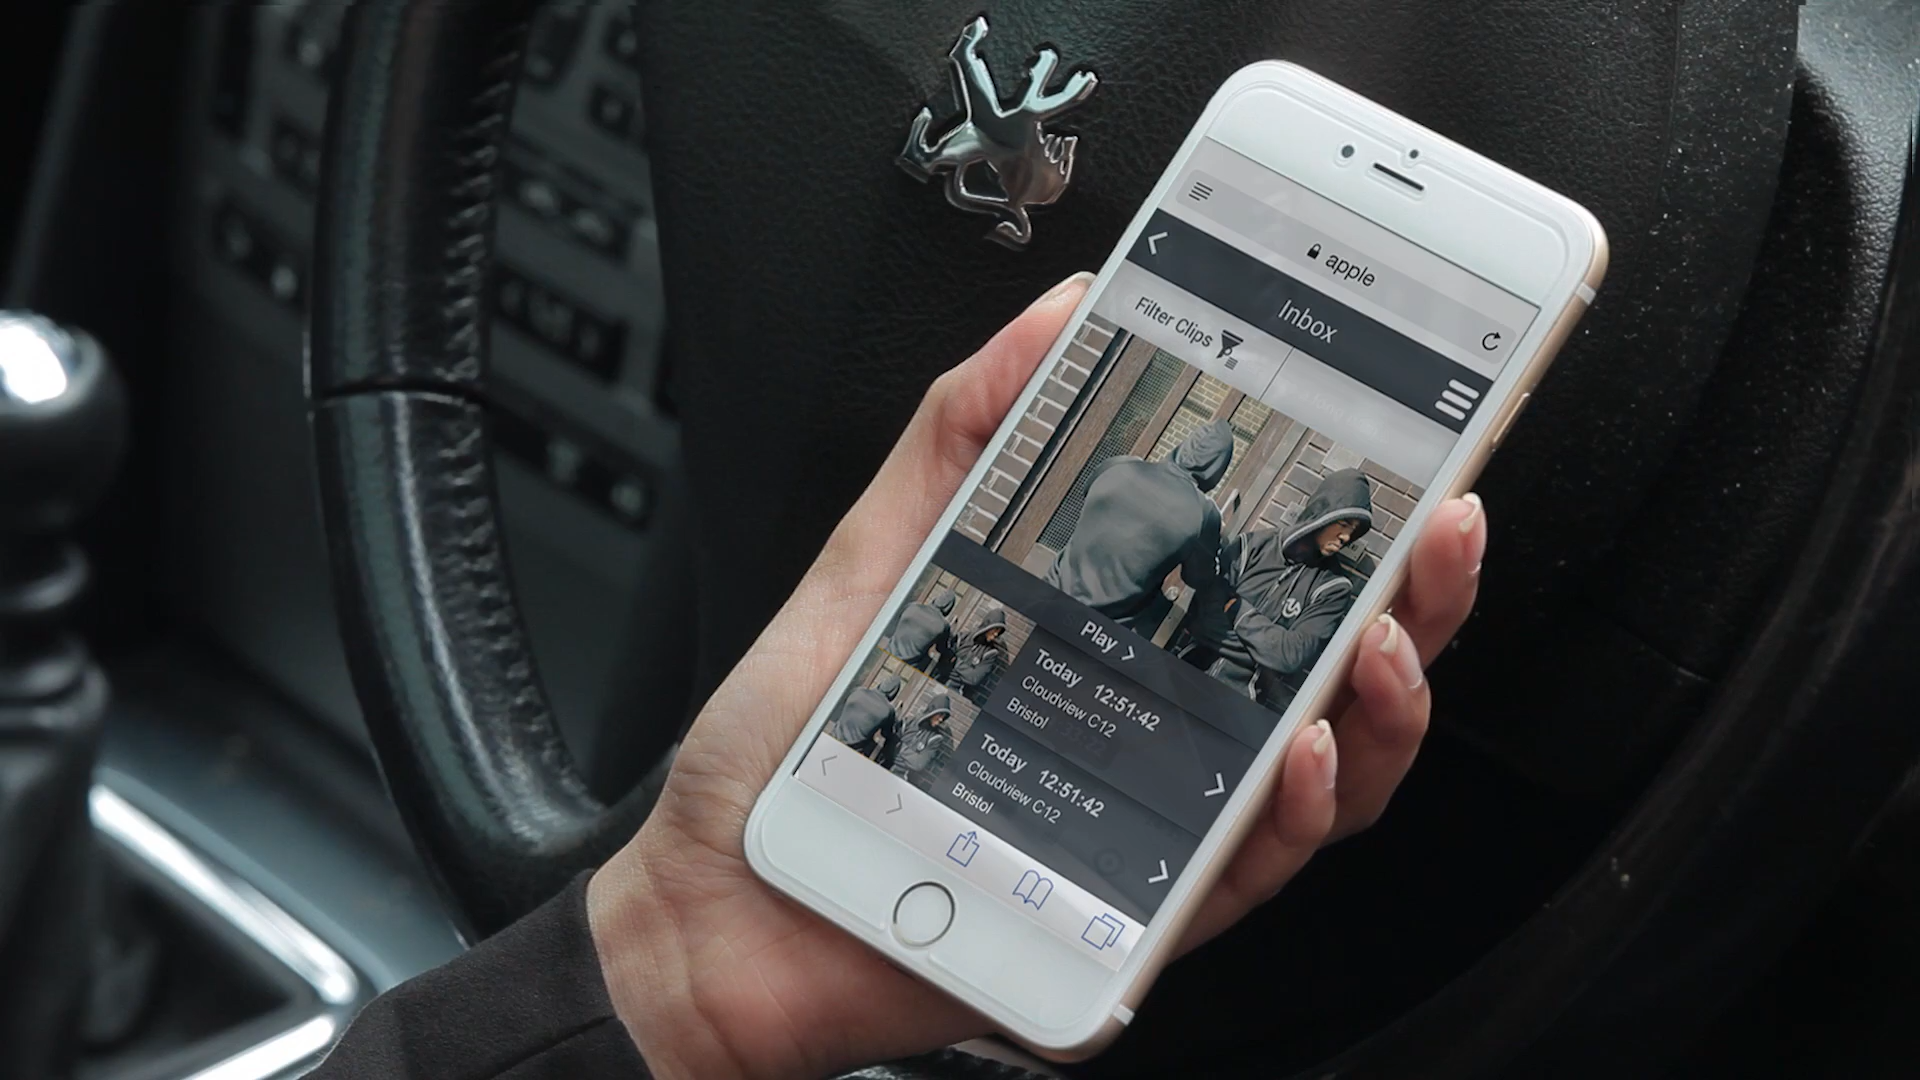 apple
Inbox
Filter Clips
Play
Today 12:51:42
Cloudview C12
Bristol
Today 12:51:42
Cloudview C12
Bristol